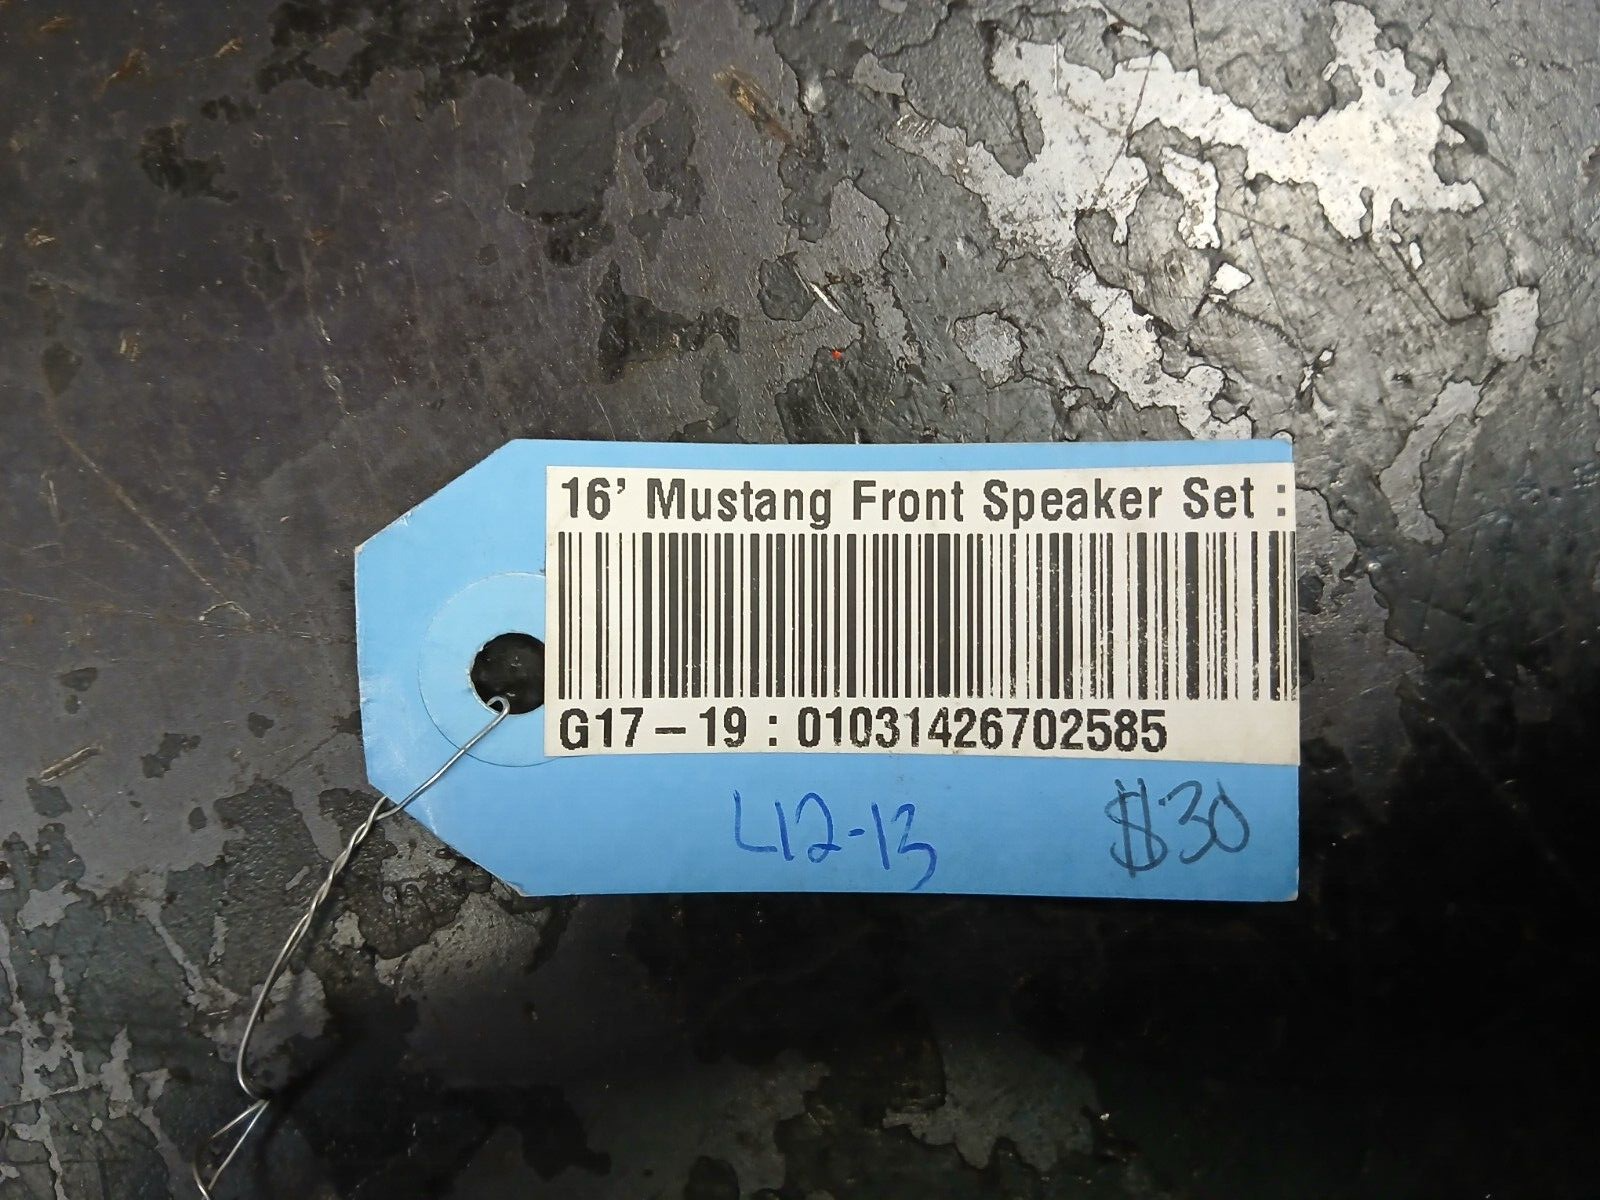 16' Mustang Front Speaker Set :
G17 – 19 : 01031426702585
L12-13
$30